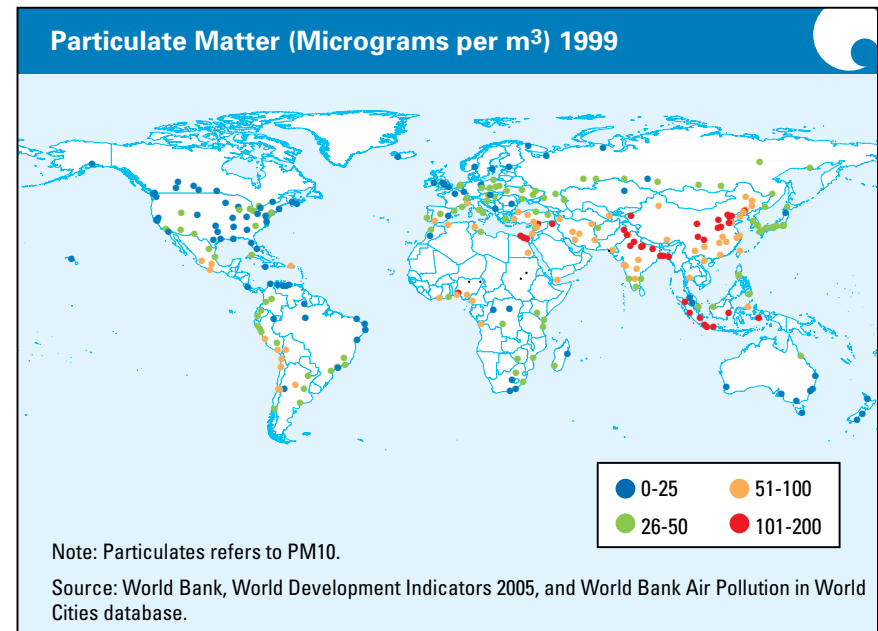 Particulate Matter (Micrograms per m³) 1999
0-25
51-100
26-50
101-200
Note: Particulates refers to PM10.
Source: World Bank, World Development Indicators 2005, and World Bank Air Pollution in World
Cities database.